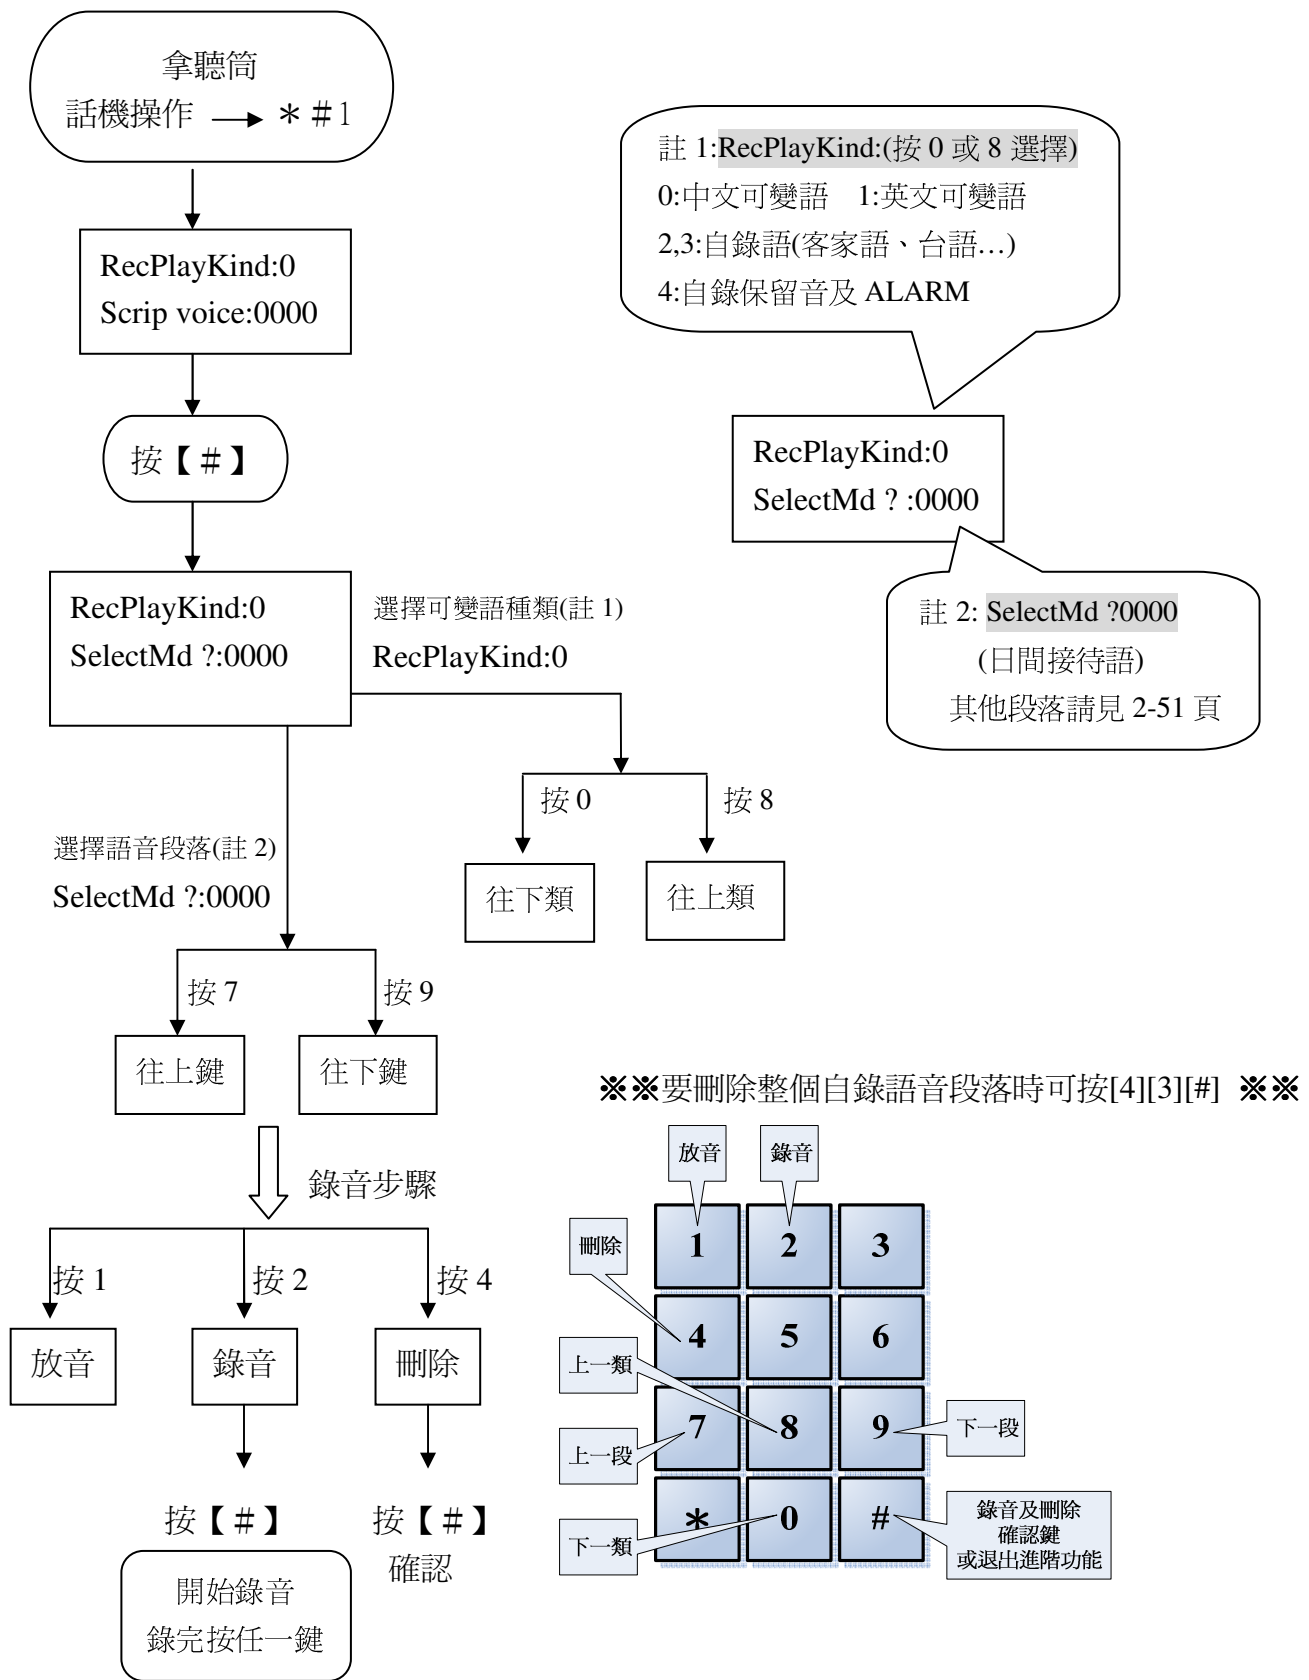 拿聽筒
話機操作 → ＊＃1
RecPlayKind:0
Scrip voice:0000
按【＃】
RecPlayKind:0
SelectMd ?:0000
選擇可變語種類(註 1)
RecPlayKind:0
按 0
按 8
往下類
往上類
選擇語音段落(註 2)
SelectMd ?:0000
按 7
按 9
往上鍵
往下鍵
錄音步驟
按 1
按 2
按 4
放音
錄音
刪除
按【＃】
按【＃】
確認
開始錄音
錄完按任一鍵
註 1:RecPlayKind:(按 0 或 8 選擇)
0:中文可變語 1:英文可變語
2,3:自錄語(客家語、台語…)
4:自錄保留音及 ALARM
RecPlayKind:0
SelectMd ? :0000
註 2: SelectMd ?0000
(日間接待語)
其他段落請見 2-51 頁
※※要刪除整個自錄語音段落時可按[4][3][#] ※※
放音
錄音
1
2
3
刪除
4
5
6
上一類
7
8
9
下一段
上一段
＊
0
#
下一類
錄音及刪除
確認鍵
或退出進階功能